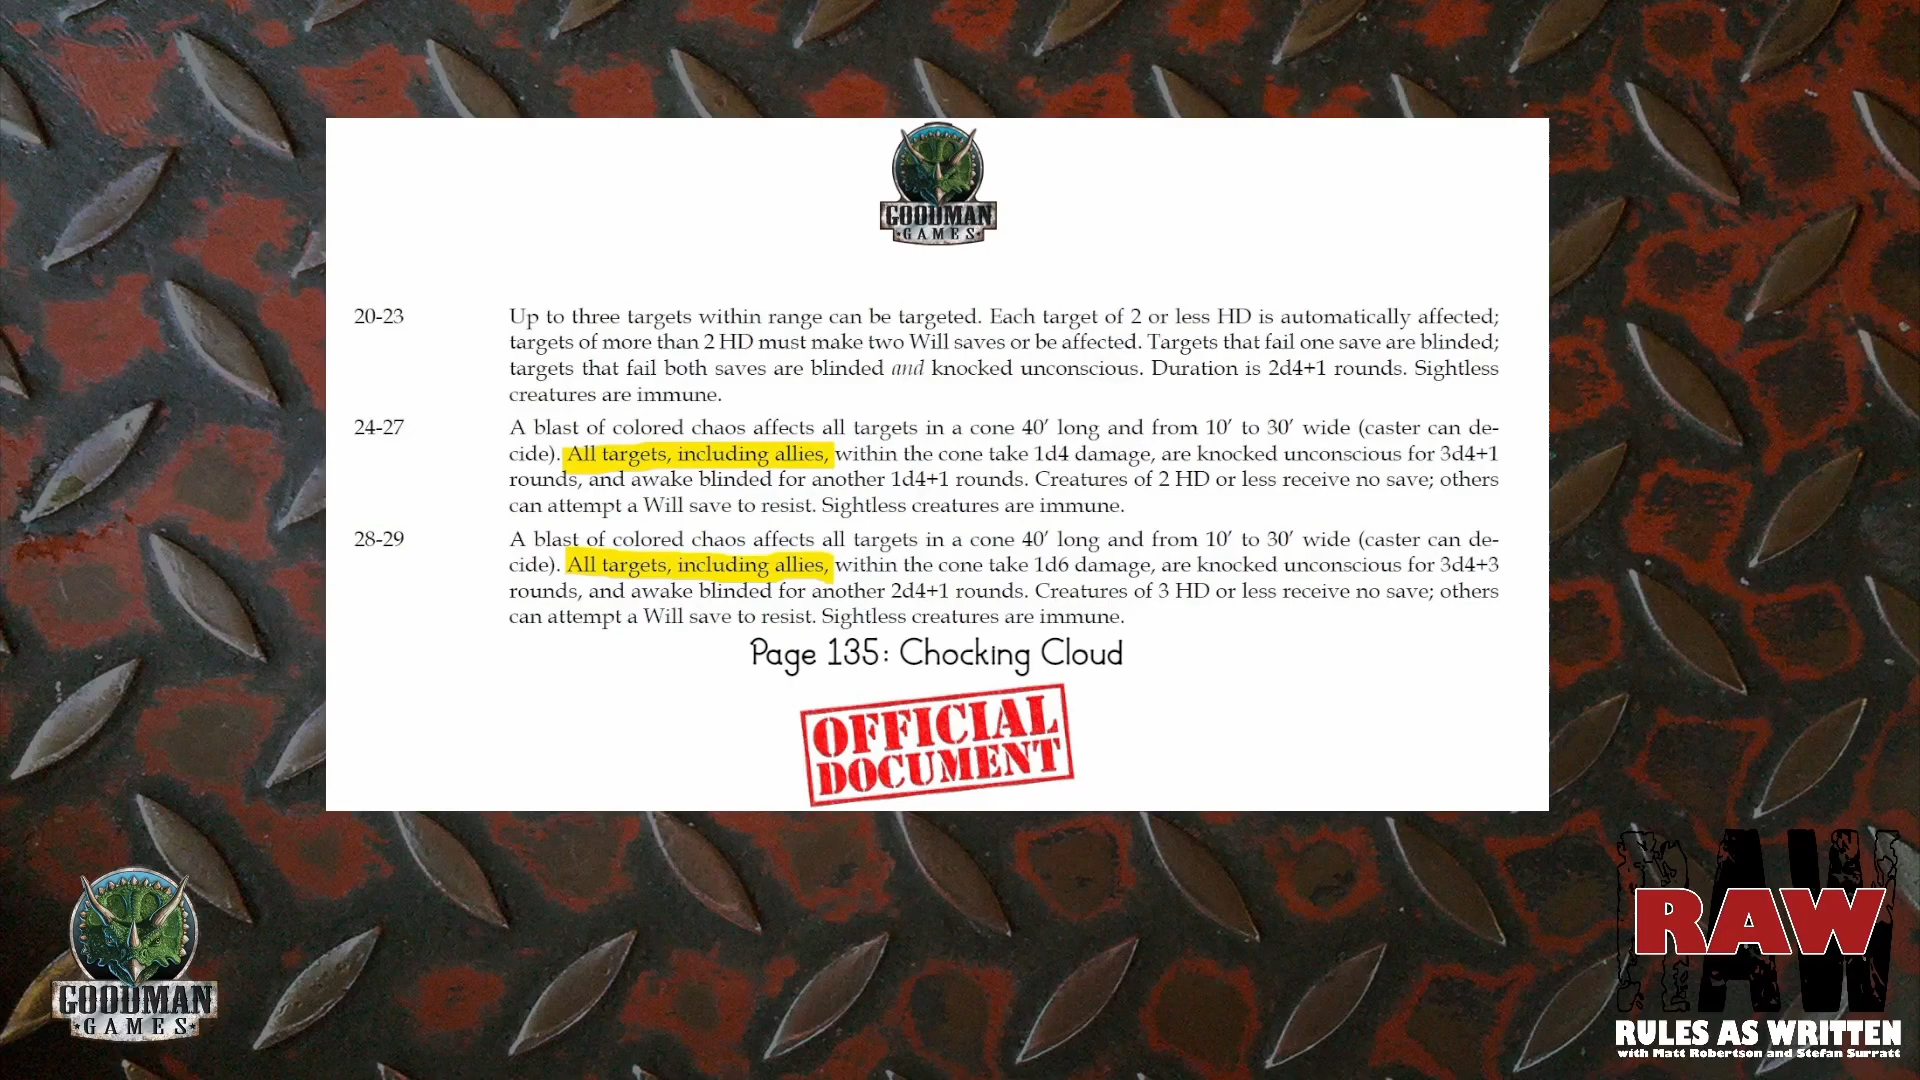 GOODMAN
GAMES
20-23 Up to three targets within range can be targeted. Each target of 2 or less HD is automatically affected;
targets of more than 2 HD must make two Will saves or be affected. Targets that fail one save are blinded;
targets that fail both saves are blinded and knocked unconscious. Duration is 2d4+1 rounds. Sightless
creatures are immune.
24-27 A blast of colored chaos affects all targets in a cone 40′ long and from 10′ to 30′ wide (caster can de-
cide). All targets, including allies, within the cone take 1d4 damage, are knocked unconscious for 3d4+1
rounds, and awake blinded for another 1d4+1 rounds. Creatures of 2 HD or less receive no save; others
can attempt a Will save to resist. Sightless creatures are immune.
28-29 A blast of colored chaos affects all targets in a cone 40′ long and from 10′ to 30′ wide (caster can de-
cide). All targets, including allies, within the cone take 1d6 damage, are knocked unconscious for 3d4+3
rounds, and awake blinded for another 2d4+1 rounds. Creatures of 3 HD or less receive no save; others
can attempt a Will save to resist. Sightless creatures are immune.
Page 135: Chocking Cloud
OFFICIAL
DOCUMENT
GOODMAN
GAMES
RAW
RAW
RULES AS WRITTEN
with Matt Robertson and Stefan Surratt